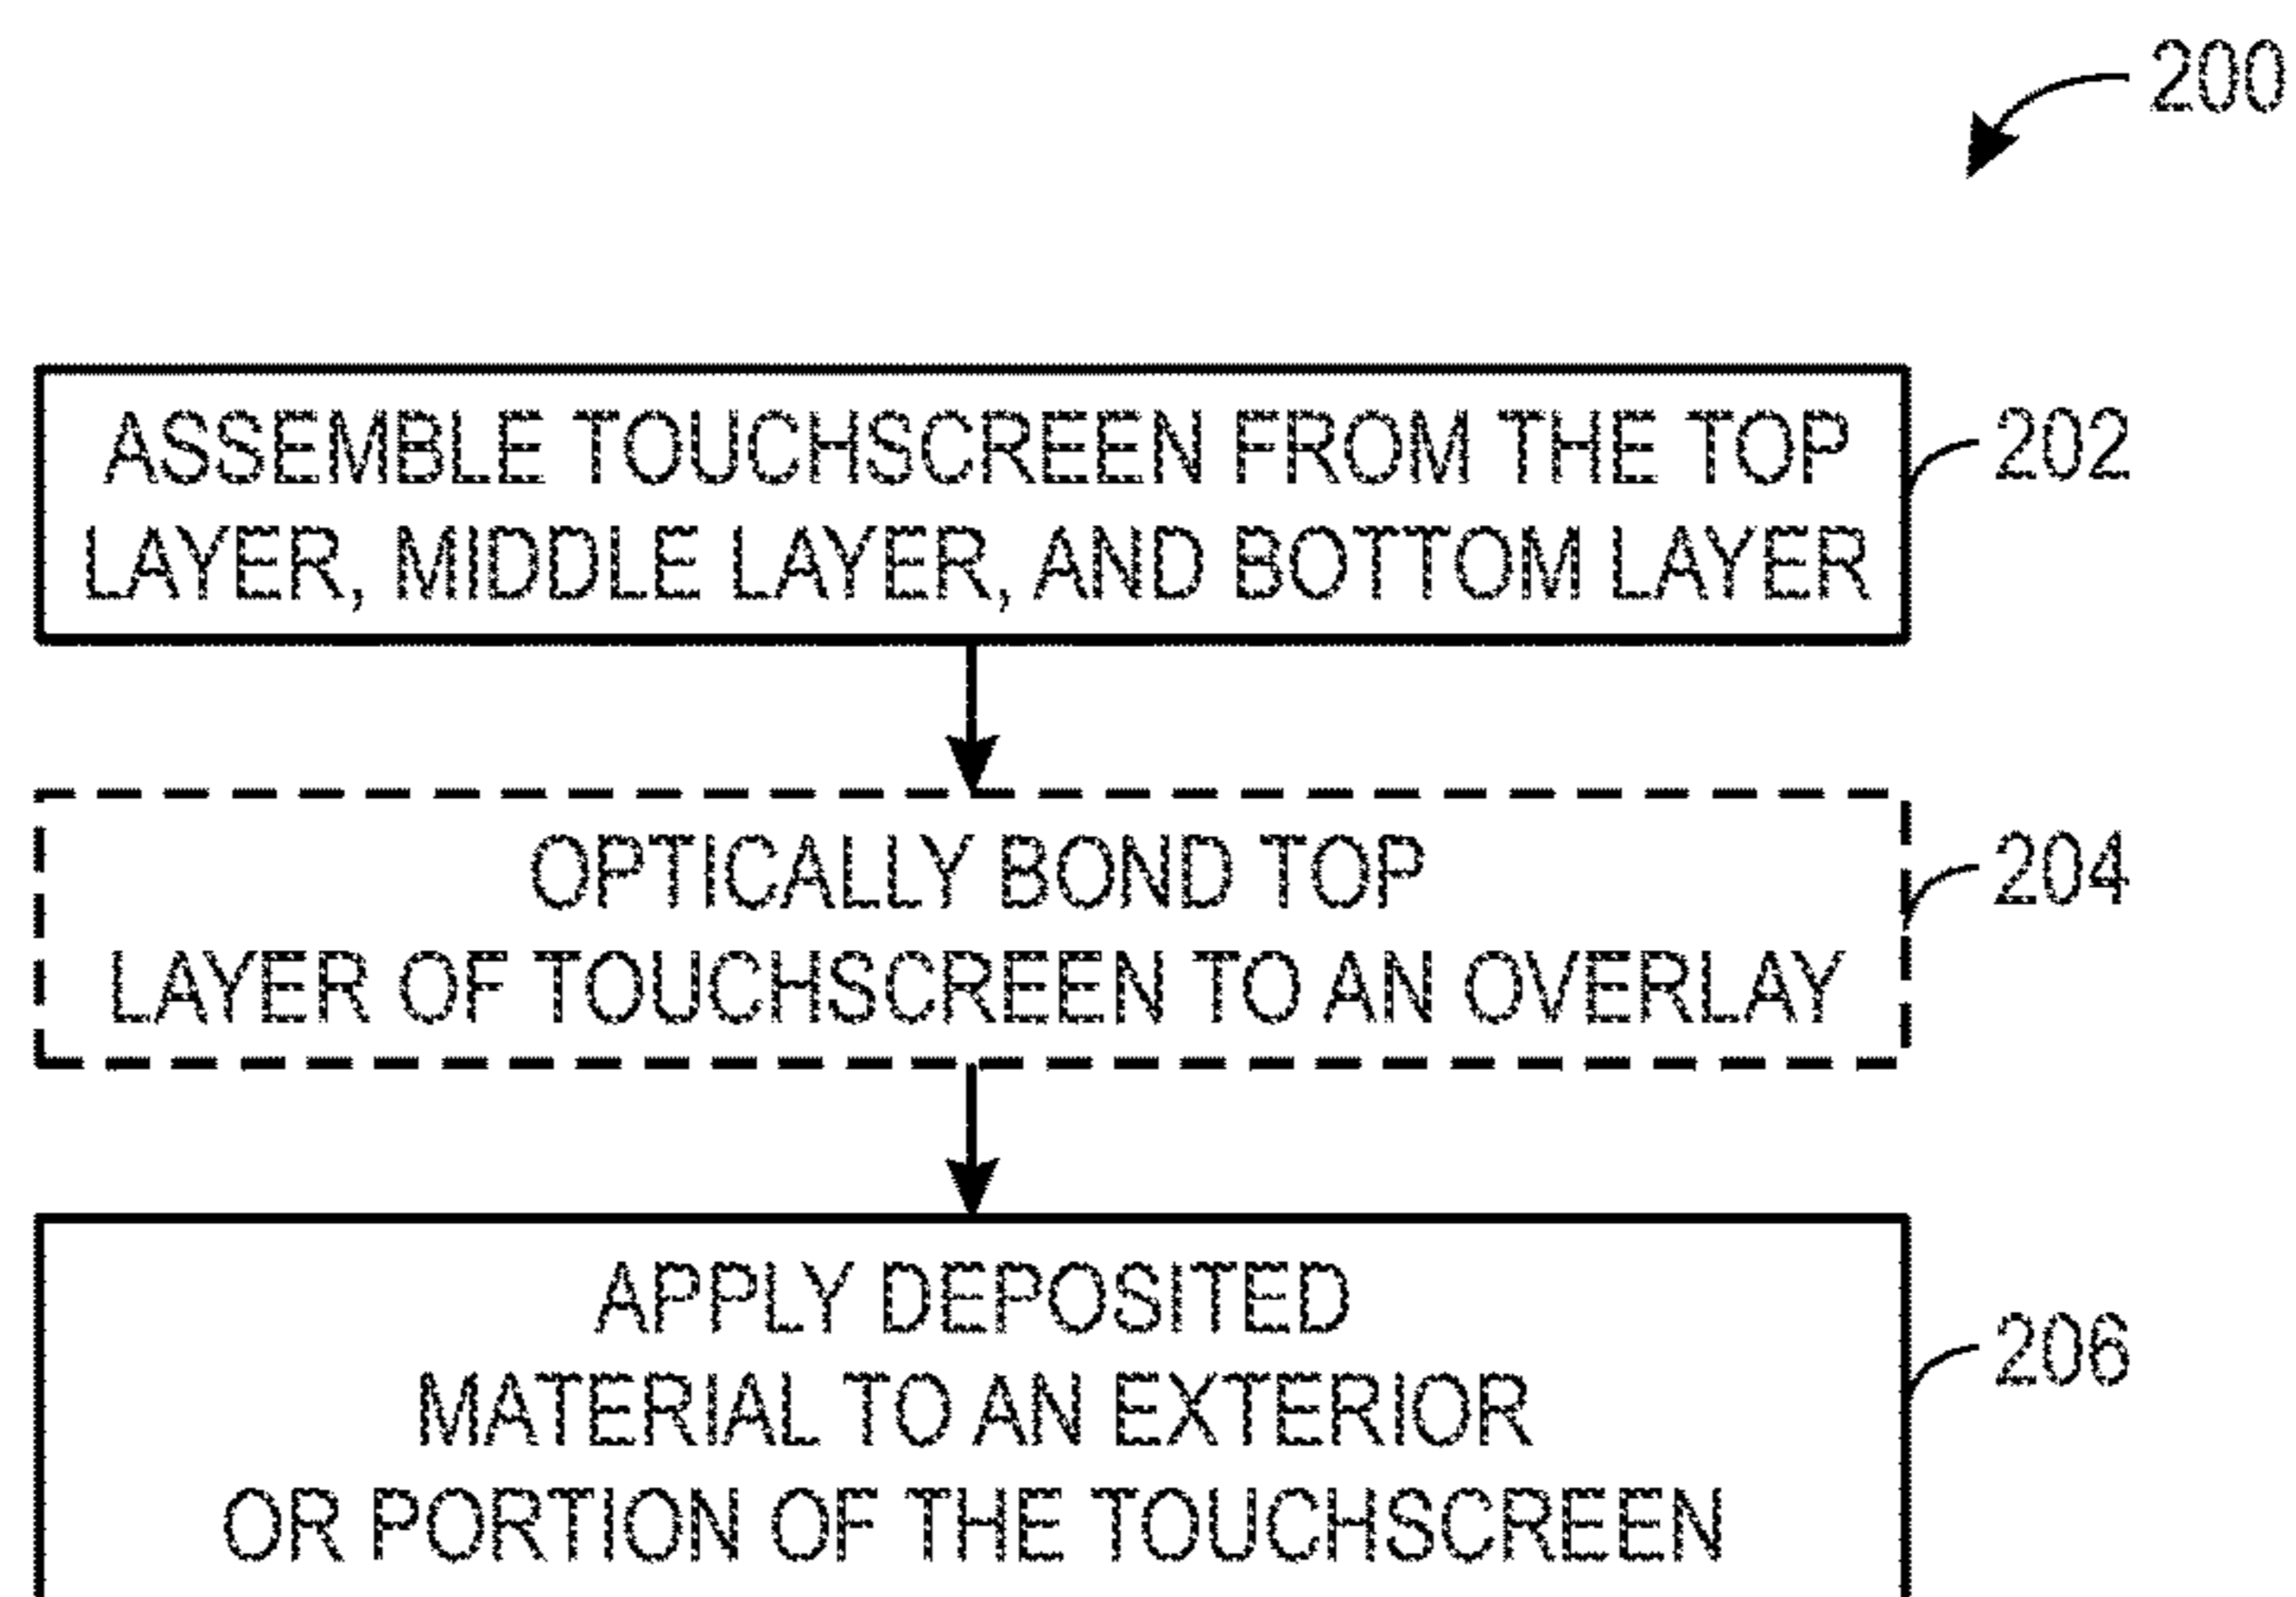 200
ASSEMBLE TOUCHSCREEN FROM THE TOP
LAYER, MIDDLE LAYER, AND BOTTOM LAYER
202
OPTICALLY BOND TOP
LAYER OF TOUCHSCREEN TO AN OVERLAY
204
APPLY DEPOSITED
MATERIAL TO AN EXTERIOR
OR PORTION OF THE TOUCHSCREEN
206